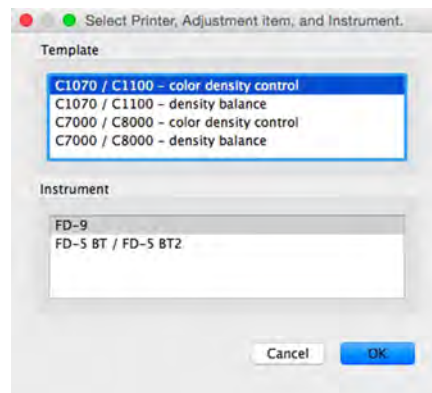 Select Printer, Adjustment item, and Instrument.
Template
C1070 / C1100 – color density control
C1070 / C1100 – density balance
C7000 / C8000 – color density control
C7000 / C8000 – density balance
Instrument
FD-9
FD-5 BT / FD-5 BT2
Cancel OK